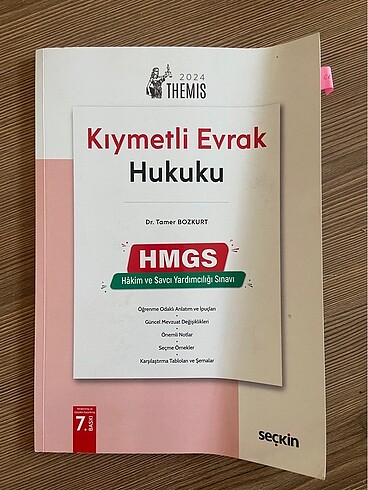 2024
THEMIS
Kıymetli Evrak
Hukuku
Dr. Tamer BOZKURT
HMGS
Hâkim ve Savcı Yardımcılığı Sınavı
Öğrenme Odaklı Anlatım ve İpuçları
Güncel Mevzuat Değişiklikleri
Önemli Notlar
Seçme Örnekler
Karşılaştırma Tabloları ve Şemalar
7.
BASKI
seçkin